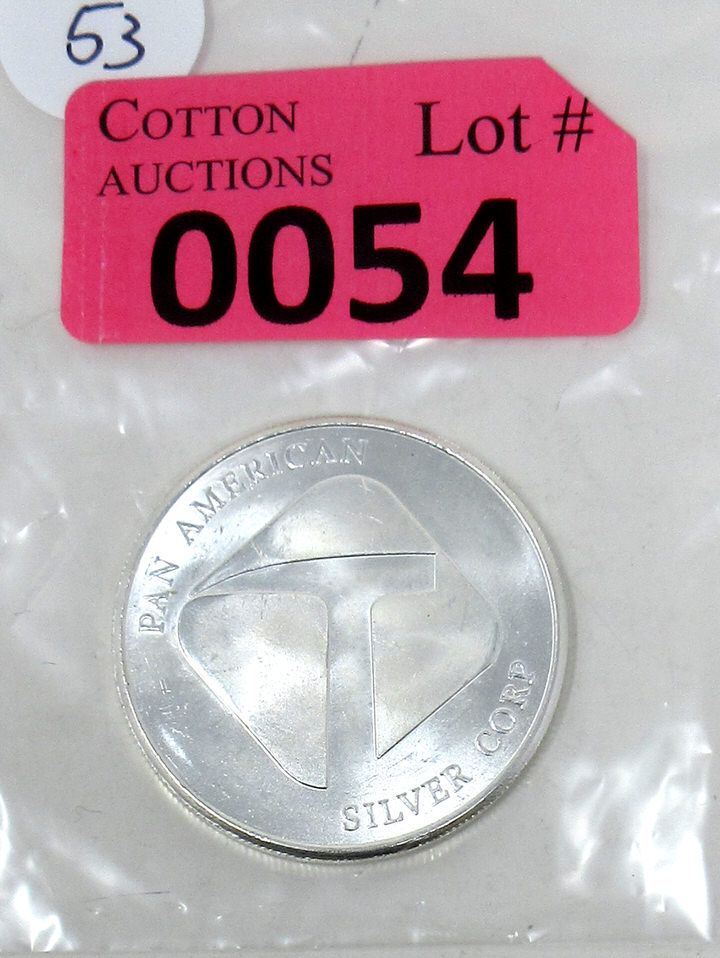 53
COTTON
AUCTIONS
Lot #
0054
PAN AMERICAN
SILVER CORP